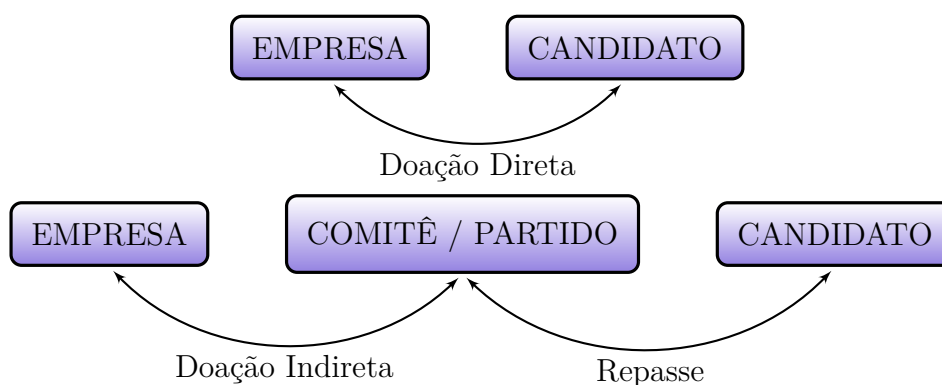 EMPRESA CANDIDATO
Doação Direta
EMPRESA COMITÊ / PARTIDO CANDIDATO
Doação Indireta Repasse